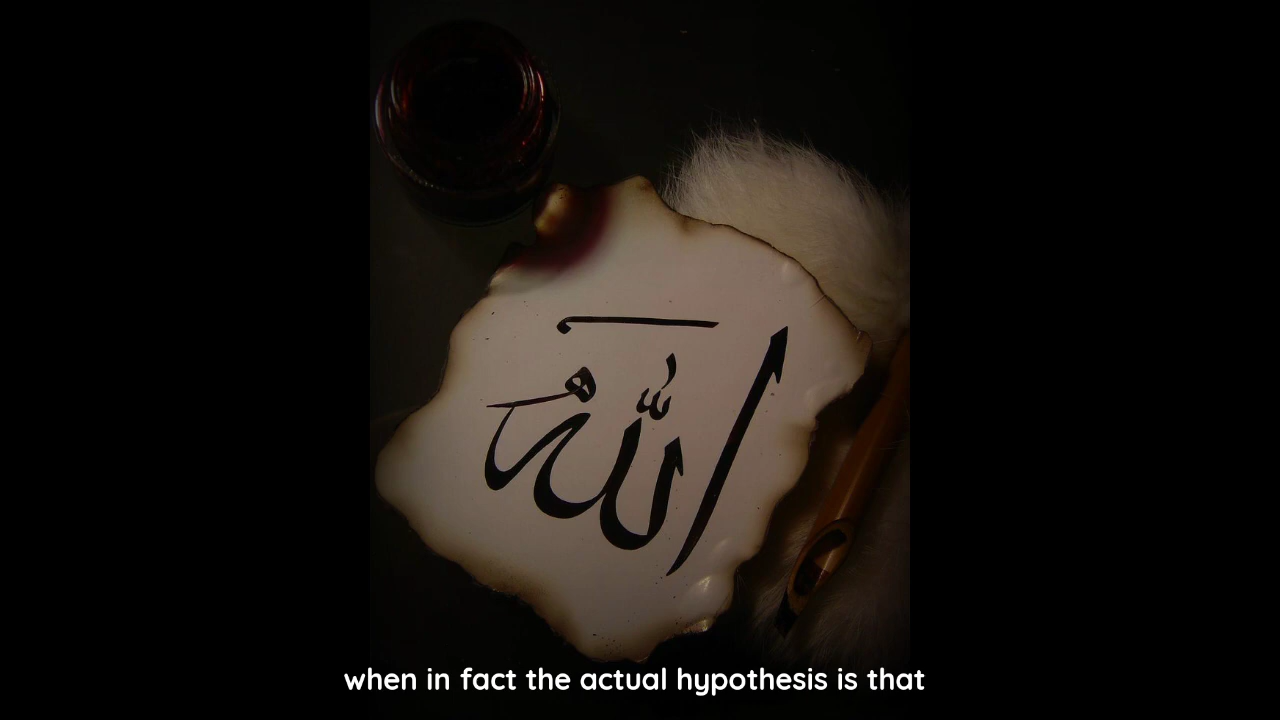 الله
when in fact the actual hypothesis is that